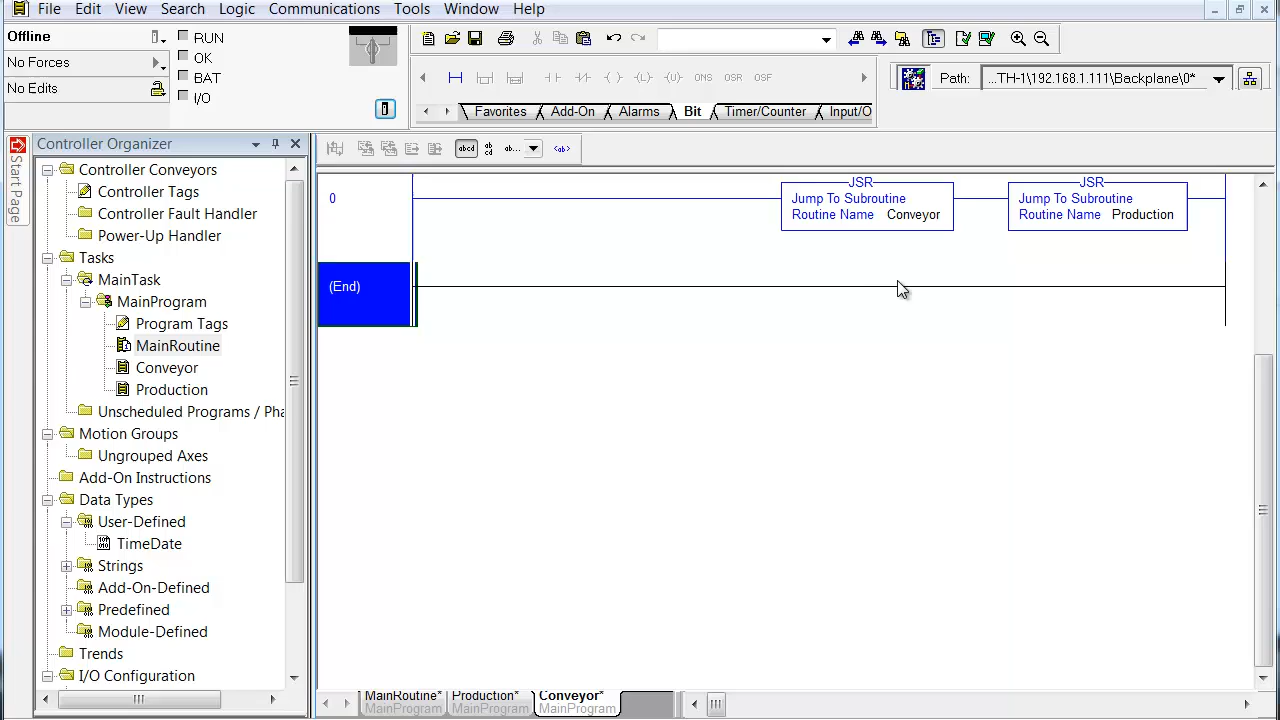 File Edit View Search Logic Communications Tools Window Help
Offline
RUN
No Forces
OK
No Edits
BAT
I/O
ONS OSR OSF
Path: ...TH-1\192.168.1.111\Backplane\0*
Favorites Add-On Alarms Bit Timer/Counter Input/O
Start Page
Controller Organizer
Controller Conveyors
Controller Tags
Controller Fault Handler
Power-Up Handler
Tasks
MainTask
MainProgram
Program Tags
MainRoutine
Conveyor
Production
Unscheduled Programs / Pha
Motion Groups
Ungrouped Axes
Add-On Instructions
Data Types
User-Defined
TimeDate
Strings
Add-On-Defined
Predefined
Module-Defined
Trends
I/O Configuration
abcd ab cd ab... <ab>
0
JSR
Jump To Subroutine
Routine Name Conveyor
JSR
Jump To Subroutine
Routine Name Production
(End)
MainRoutine* Production* Conveyor*
MainProgram MainProgram MainProgram